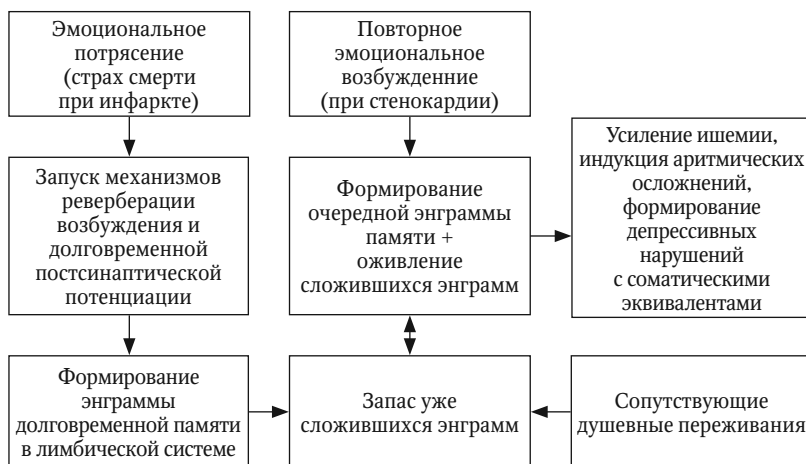 Эмоциональное
потрясение
(страх смерти
при инфаркте)
Повторное
эмоциональное
возбужденние
(при стенокардии)
Усиление ишемии,
индукция аритмических
осложнений,
формирование
депрессивных
нарушений
с соматическими
эквивалентами
Запуск механизмов
реверберации
возбуждения и
долговременной
постсинаптической
потенциации
Формирование
очередной энграммы
памяти +
оживление
сложившихся энграмм
Формирование
энграммы
долговременной памяти
в лимбической системе
Запас уже
сложившихся энграмм
Сопутствующие
душевные переживания